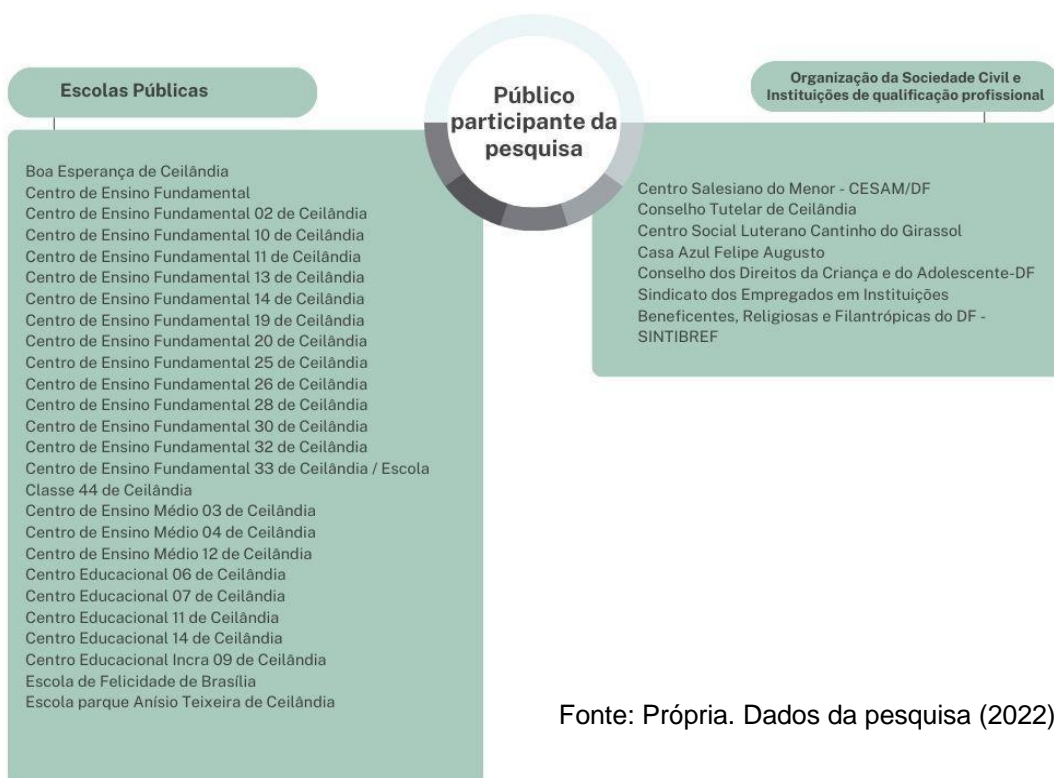 Escolas Públicas
Boa Esperança de Ceilândia
Centro de Ensino Fundamental
Centro de Ensino Fundamental 02 de Ceilândia
Centro de Ensino Fundamental 10 de Ceilândia
Centro de Ensino Fundamental 11 de Ceilândia
Centro de Ensino Fundamental 13 de Ceilândia
Centro de Ensino Fundamental 14 de Ceilândia
Centro de Ensino Fundamental 19 de Ceilândia
Centro de Ensino Fundamental 20 de Ceilândia
Centro de Ensino Fundamental 25 de Ceilândia
Centro de Ensino Fundamental 26 de Ceilândia
Centro de Ensino Fundamental 28 de Ceilândia
Centro de Ensino Fundamental 30 de Ceilândia
Centro de Ensino Fundamental 32 de Ceilândia
Centro de Ensino Fundamental 33 de Ceilândia / Escola
Classe 44 de Ceilândia
Centro de Ensino Médio 03 de Ceilândia
Centro de Ensino Médio 04 de Ceilândia
Centro de Ensino Médio 12 de Ceilândia
Centro Educacional 06 de Ceilândia
Centro Educacional 07 de Ceilândia
Centro Educacional 11 de Ceilândia
Centro Educacional 14 de Ceilândia
Centro Educacional Incra 09 de Ceilândia
Escola de Felicidade de Brasília
Escola parque Anísio Teixeira de Ceilândia
Público
participante da
pesquisa
Organização da Sociedade Civil e
Instituições de qualificação profissional
Centro Salesiano do Menor - CESAM/DF
Conselho Tutelar de Ceilândia
Centro Social Luterano Cantinho do Girassol
Casa Azul Felipe Augusto
Conselho dos Direitos da Criança e do Adolescente-DF
Sindicato dos Empregados em Instituições
Beneficentes, Religiosas e Filantrópicas do DF -
SINTIBREF
Fonte: Própria. Dados da pesquisa (2022)